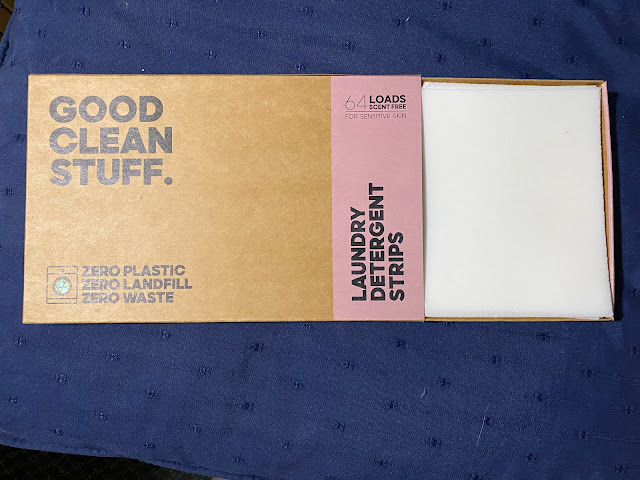 GOOD
CLEAN
STUFF.
ZERO PLASTIC
ZERO LANDFILL
ZERO WASTE
64 LOADS
SCENT FREE
FOR SENSITIVE SKIN
LAUNDRY
DETERGENT
STRIPS